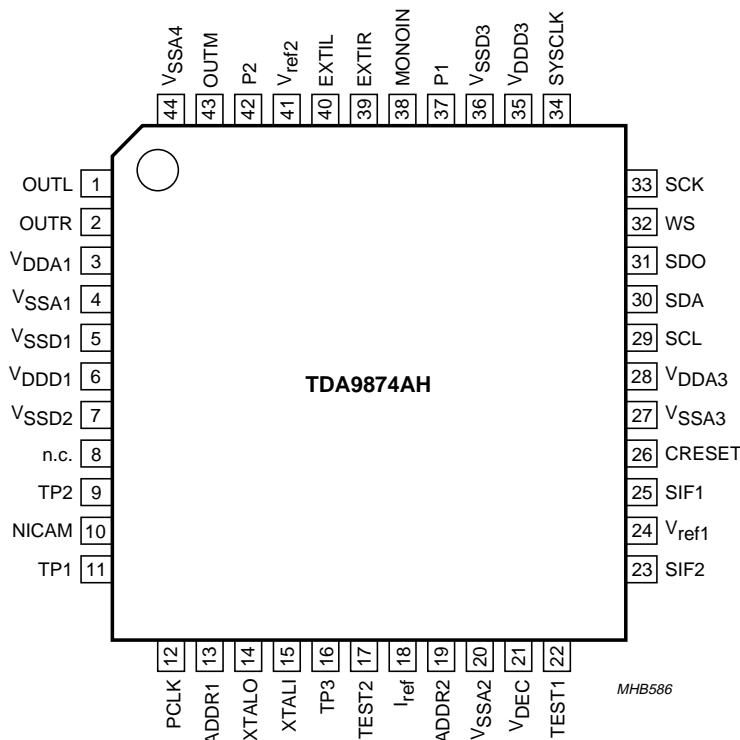 44 VSSA4
43 OUTM
42 P2
41 Vref2
40 EXTIL
39 EXTIR
38 MONOIN
37 P1
36 VSSD3
35 VDDD3
34 SYSCLK
OUTL 1
OUTR 2
VDDA1 3
VSSA1 4
VSSD1 5
VDDD1 6
VSSD2 7
n.c. 8
TP2 9
NICAM 10
TP1 11
TDA9874AH
33 SCK
32 WS
31 SDO
30 SDA
29 SCL
28 VDDA3
27 VSSA3
26 CRESET
25 SIF1
24 Vref1
23 SIF2
PCLK 12
ADDR1 13
XTALO 14
XTALI 15
TP3 16
TEST2 17
Iref 18
ADDR2 19
VSSA2 20
VDEC 21
TEST1 22
MHB586